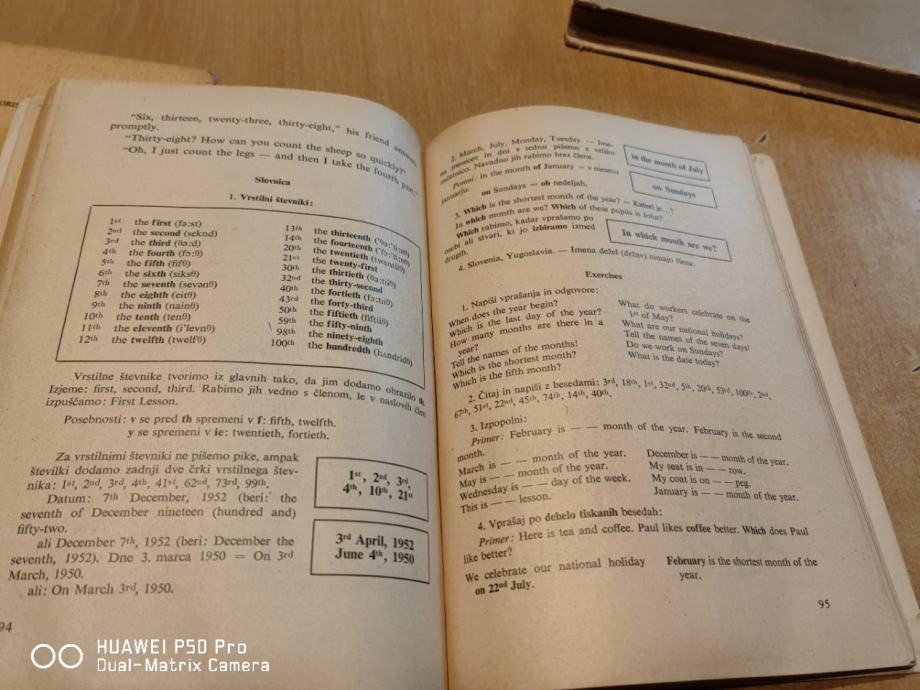 "Six, thirteen, twenty-three, thirty-eight," his friend answers
promptly.
"Thirty-eight? How can you count the sheep so quickly?"
"Oh, I just count the legs — and then I take the fourth part."
Slovnica
1. Vrstilni števniki:
1st the first (fə:st)
2nd the second (seknd)
3rd the third (θə:d)
4th the fourth (fɔ:θ)
5th the fifth (fifθ)
6th the sixth (siksθ)
7th the seventh (sevənθ)
8th the eighth (eitθ)
9th the ninth (nainθ)
10th the tenth (tenθ)
11th the eleventh (i'levnθ)
12th the twelfth (twelfθ)
13th the thirteenth
14th the fourteenth
20th the twentieth
21st the twenty-first
30th the thirtieth
32nd the thirty-second
40th the fortieth
43rd the forty-third
50th the fiftieth
59th the fifty-ninth
98th the ninety-eighth
100th the hundredth (hʌndridθ)
Vrstilne števnike tvorimo iz glavnih tako, da jim dodamo obrazilo th.
Izjeme: first, second, third. Rabimo jih vedno s členom, le v naslovih člen
izpuščamo: First Lesson.
Posebnosti: v se pred th spremeni v f: fifth, twelfth.
y se spremeni v ie: twentieth, fortieth.
Za vrstilnimi števniki ne pišemo pike, ampak
številki dodamo zadnji dve črki vrstilnega štev-
nika: 1st, 2nd, 3rd, 4th, 41st, 62nd, 73rd, 99th.
Datum: 7th December, 1952 (beri: the
seventh of December nineteen (hundred and)
fifty-two.
ali December 7th, 1952 (beri: December the
seventh, 1952). Dne 3. marca 1950 = On 3rd
March, 1950.
ali: On March 3rd, 1950.
1st, 2nd, 3rd,
4th, 10th, 21st
3rd April, 1952
June 4th, 1950
94
2. March, July, Monday, Tuesday — Ime-
na mesecev in dni v tednu pišemo z veliko
začetnico. Navadno jih rabimo brez člena.
Pomni: in the month of January — v mesecu
januarju.
on Sundays — ob nedeljah.
in the month of July
on Sundays
3. Which is the shortest month of the year? — Kateri je...?
In which month are we? Which of these pupils is John?
Which rabimo, kadar vprašamo po
osebi ali stvari, ki jo izbiramo izmed
drugih.
In which month are we?
4. Slovenia, Yugoslavia. — Imena dežel (držav) nimajo člena.
Exercises
1. Napiši vprašanja in odgovore:
When does the year begin?
Which is the last day of the year?
How many months are there in a
year?
Tell the names of the months!
Which is the shortest month?
Which is the fifth month?
What do workers celebrate on the
1st of May?
What are our national holidays?
Tell the names of the seven days!
Do we work on Sundays?
What is the date today?
2. Čitaj in napiši z besedami: 3rd, 18th, 1st, 32nd, 5th, 20th, 53rd, 100th, 2nd,
67th, 51st, 22nd, 45th, 74th, 14th, 40th.
3. Izpopolni:
Primer: February is — — month of the year. February is the second
month.
March is — — month of the year.
May is — — month of the year.
Wednesday is — — day of the week.
This is — — lesson.
December is — — month of the year.
My seat is in — — row.
My coat is on — — peg.
January is — — month of the year.
4. Vprašaj po debelo tiskanih besedah:
Primer: Here is tea and coffee. Paul likes coffee better. Which does Paul
like better?
We celebrate our national holiday
on 22nd July.
February is the shortest month of the
year.
95
HUAWEI P50 Pro
Dual-Matrix Camera